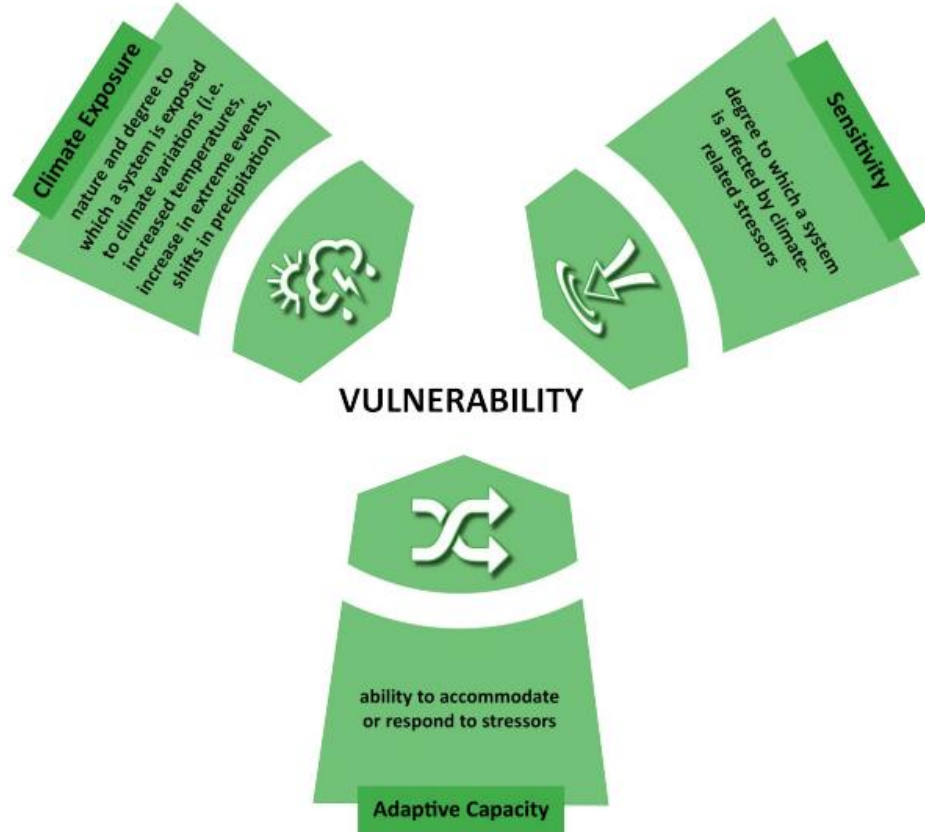 Climate Exposure
nature and degree to
which a system is exposed
to climate variations (i.e.
increased temperatures,
increase in extreme events,
shifts in precipitation)
Sensitivity
degree to which a system
is affected by climate-
related stressors
VULNERABILITY
ability to accommodate
or respond to stressors
Adaptive Capacity